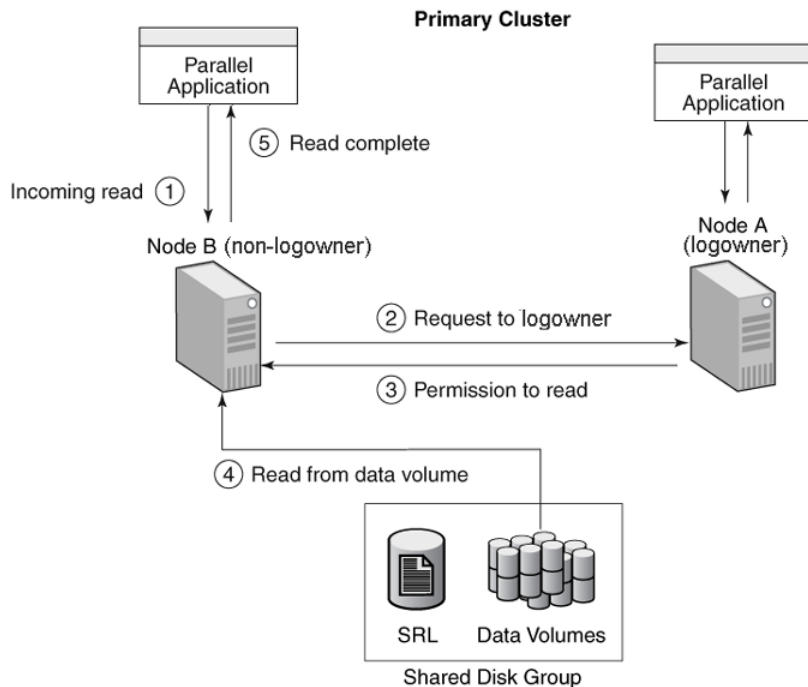 Primary Cluster
Parallel
Application
Parallel
Application
5 Read complete
Incoming read 1
Node B (non-logowner)
Node A
(logowner)
2 Request to logowner
3 Permission to read
4 Read from data volume
SRL
Data Volumes
Shared Disk Group